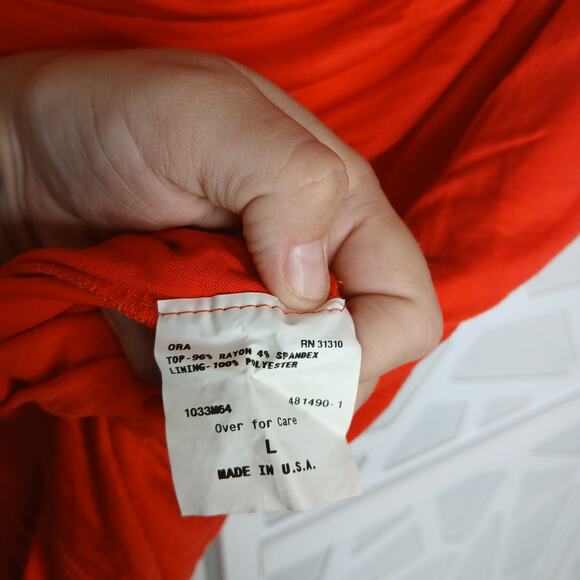 ORA RN 31310
TOP-96% RAYON 4% SPANDEX
LINING-100% POLYESTER
1033M64 481490-1
Over for Care
L
MADE IN U.S.A.